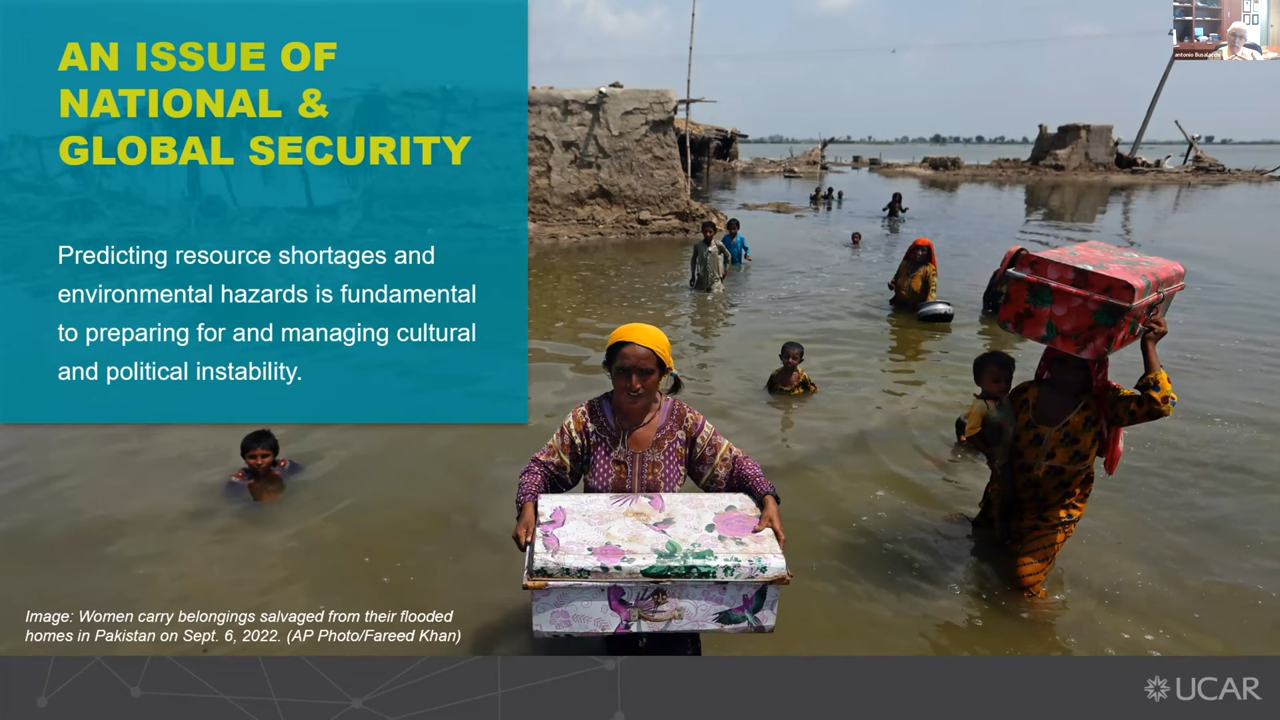 AN ISSUE OF
NATIONAL &
GLOBAL SECURITY
Predicting resource shortages and
environmental hazards is fundamental
to preparing for and managing cultural
and political instability.
Image: Women carry belongings salvaged from their flooded
homes in Pakistan on Sept. 6, 2022. (AP Photo/Fareed Khan)
antonio Busalacchi
UCAR